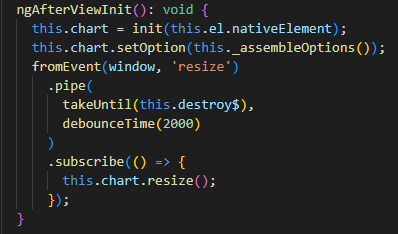 ngAfterViewInit(): void {
  this.chart = init(this.el.nativeElement);
  this.chart.setOption(this._assembleOptions());
  fromEvent(window, 'resize')
    .pipe(
      takeUntil(this.destroy$),
      debounceTime(2000)
    )
    .subscribe(() => {
      this.chart.resize();
    });
}